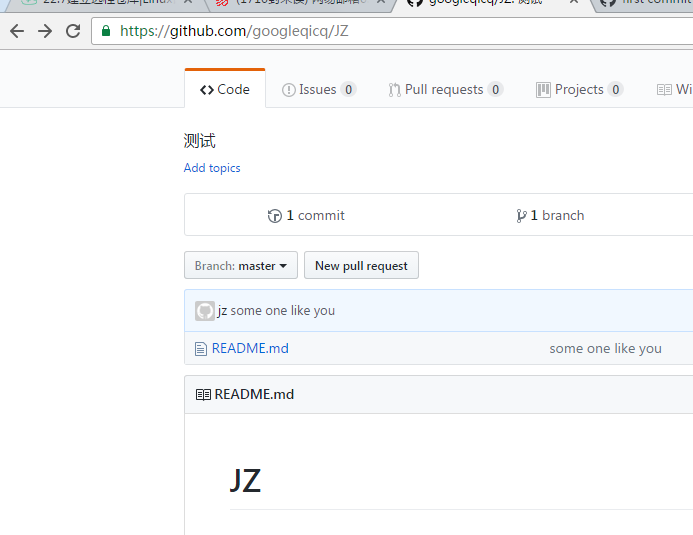 googleqicq/JZ: 测试
first commit
https://github.com/googleqicq/JZ
Code Issues 0 Pull requests 0 Projects 0 Wi
测试
Add topics
1 commit 1 branch
Branch: master New pull request
jz some one like you
README.md some one like you
README.md
JZ